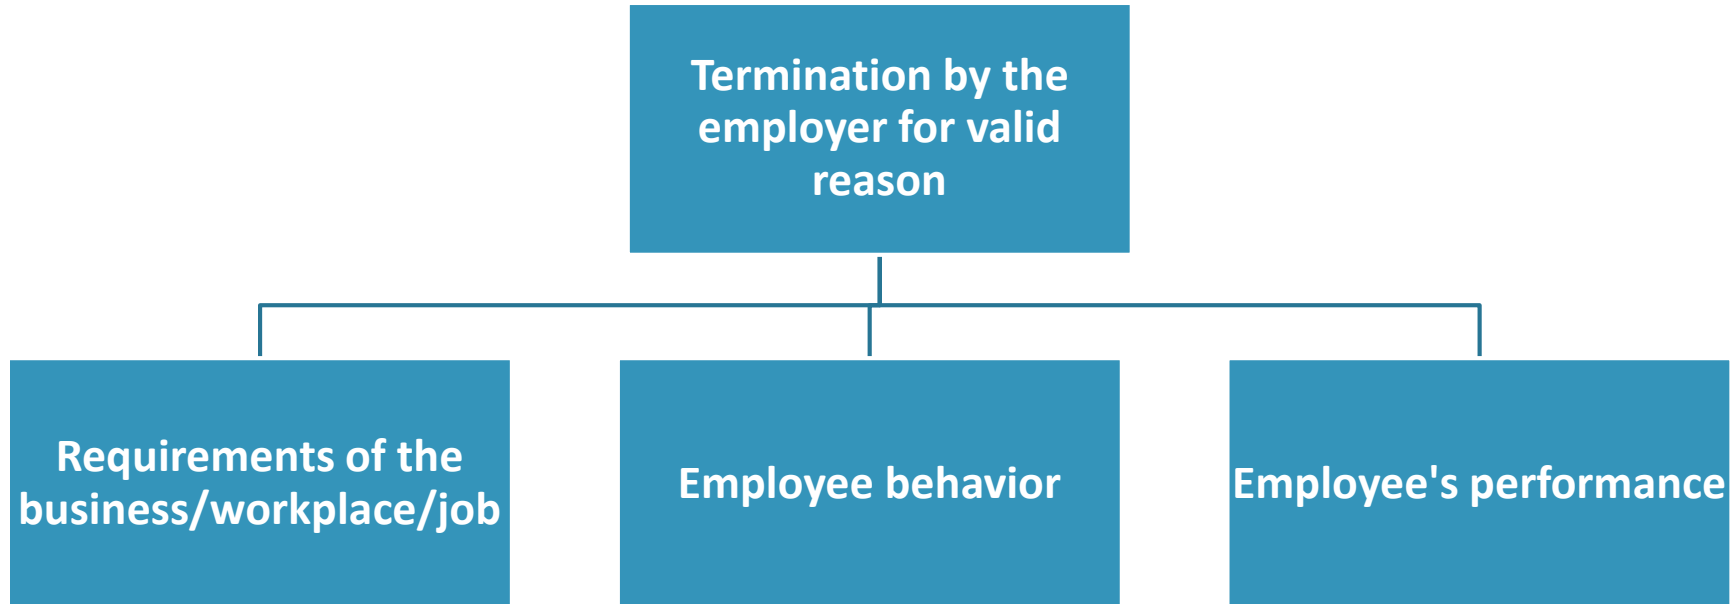 Termination by the
employer for valid
reason
Requirements of the
business/workplace/job
Employee behavior
Employee's performance